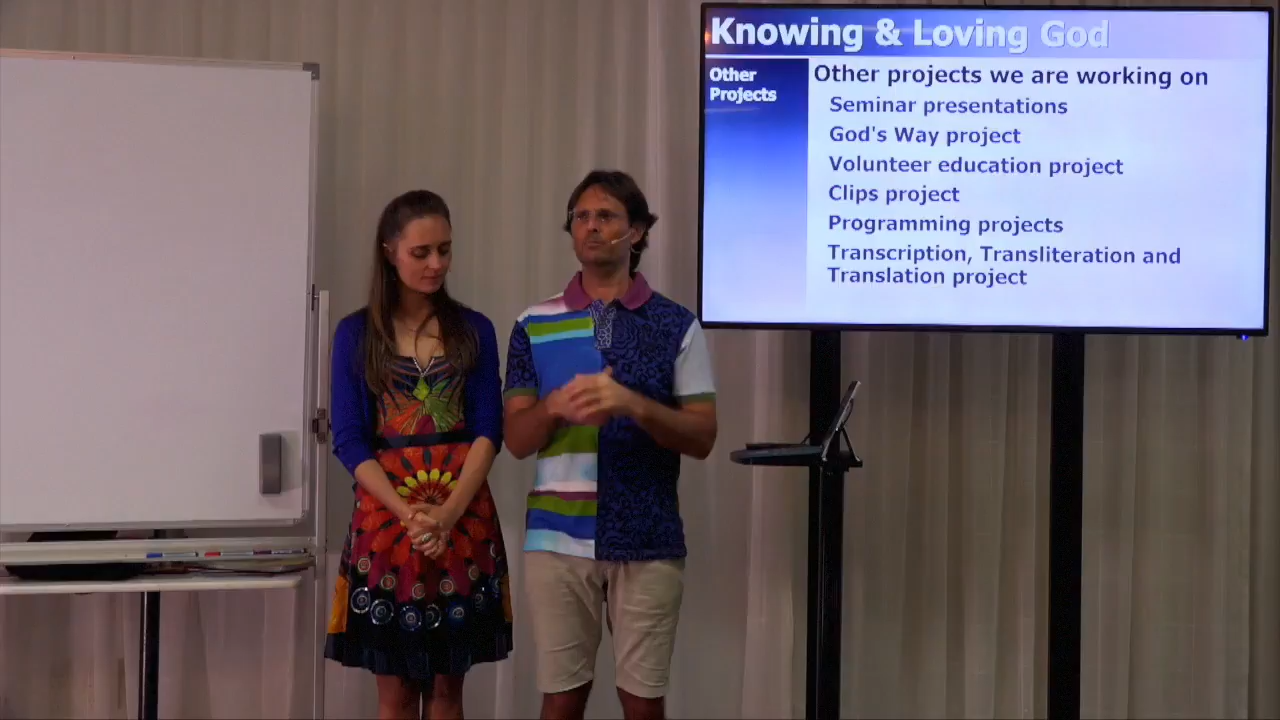 Knowing & Loving God
Other
Projects
Other projects we are working on
Seminar presentations
God's Way project
Volunteer education project
Clips project
Programming projects
Transcription, Transliteration and
Translation project